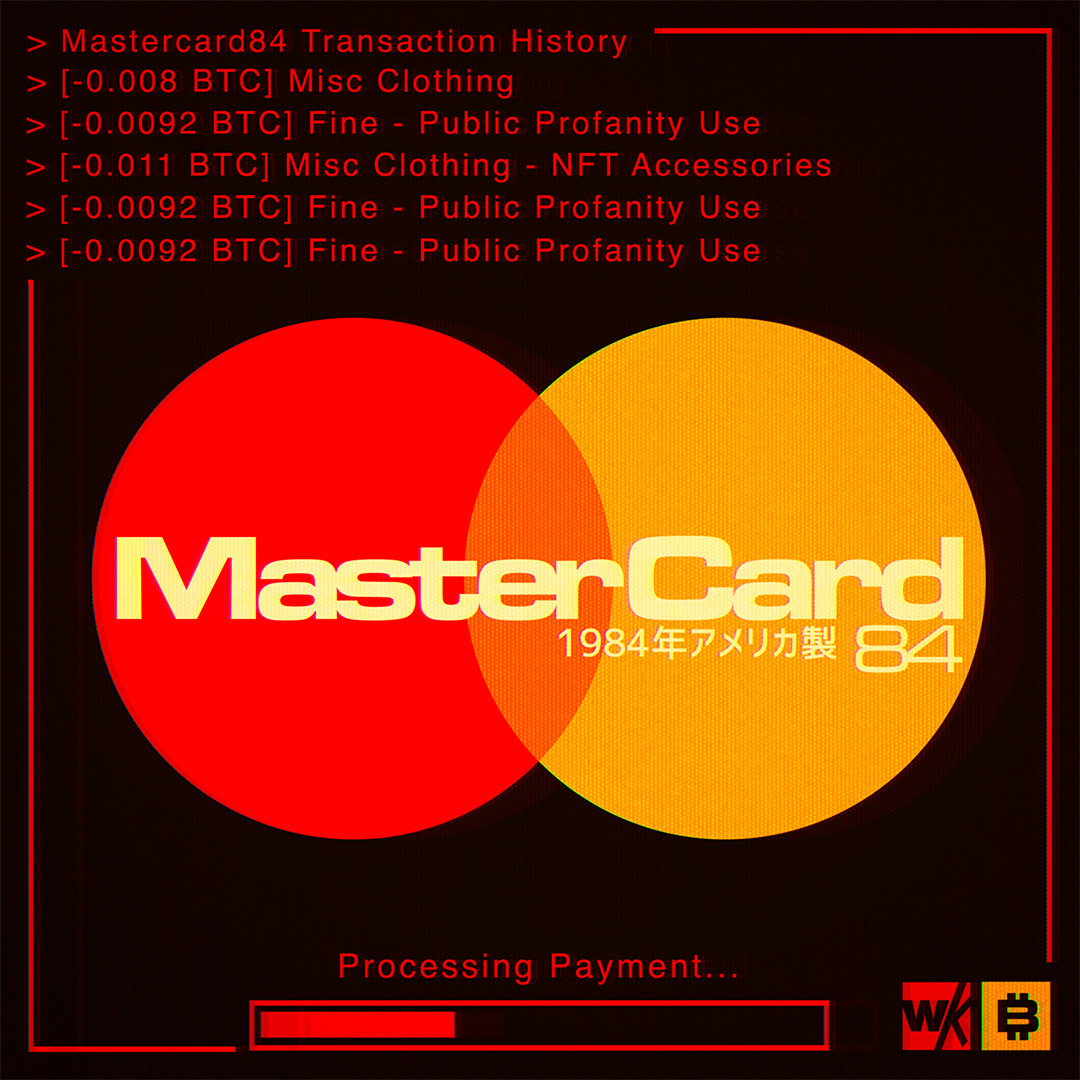 > Mastercard84 Transaction History
> [-0.008 BTC] Misc Clothing
> [-0.0092 BTC] Fine - Public Profanity Use
> [-0.011 BTC] Misc Clothing - NFT Accessories
> [-0.0092 BTC] Fine - Public Profanity Use
> [-0.0092 BTC] Fine - Public Profanity Use
MasterCard
1984年アメリカ製 84
Processing Payment...
WK ₿